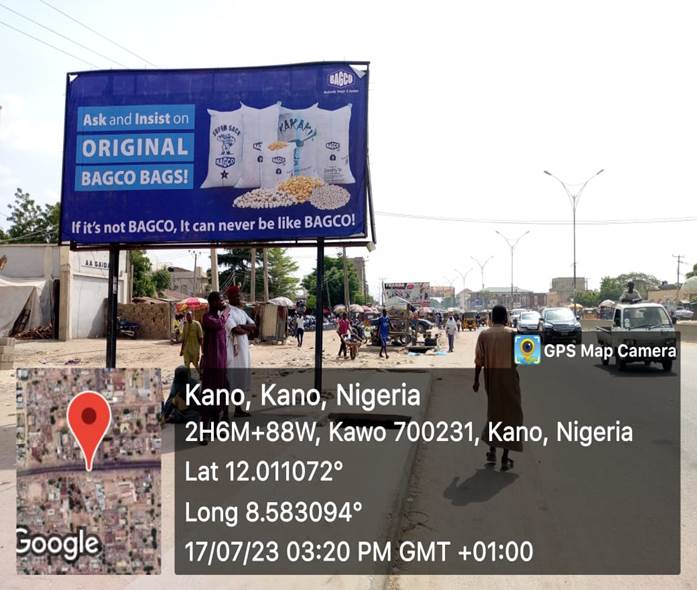 BAGCO
Ask and Insist on
ORIGINAL
BAGCO BAGS!
SUPER SACK
BAGCO
If it's not BAGCO, It can never be like BAGCO!
GPS Map Camera
Kano, Kano, Nigeria
2H6M+88W, Kawo 700231, Kano, Nigeria
Lat 12.011072°
Long 8.583094°
17/07/23 03:20 PM GMT +01:00
Google